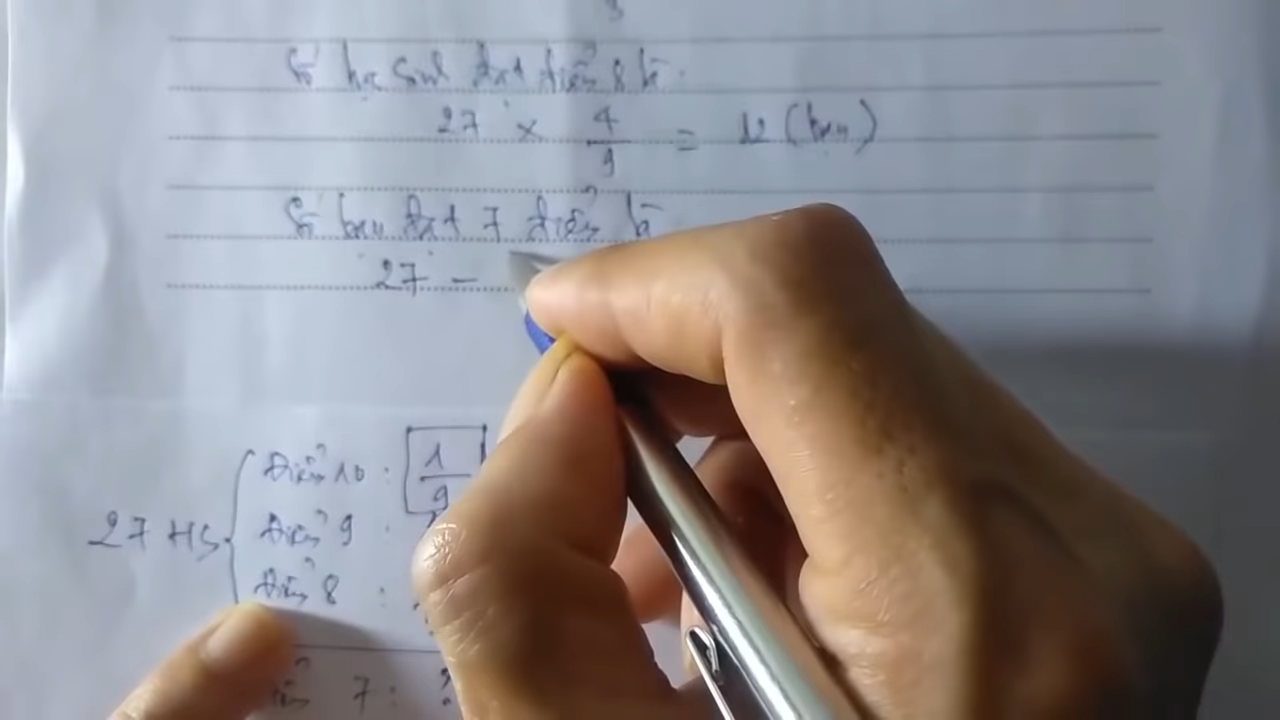 Số học sinh đạt điểm 8 là:
27 × 4/9 = 12 (bạn)
Số bạn đạt 7 điểm là
27 -
27 HS
Điểm 10 : 1/9
Điểm 9 :
Điểm 8 :
7 : ?